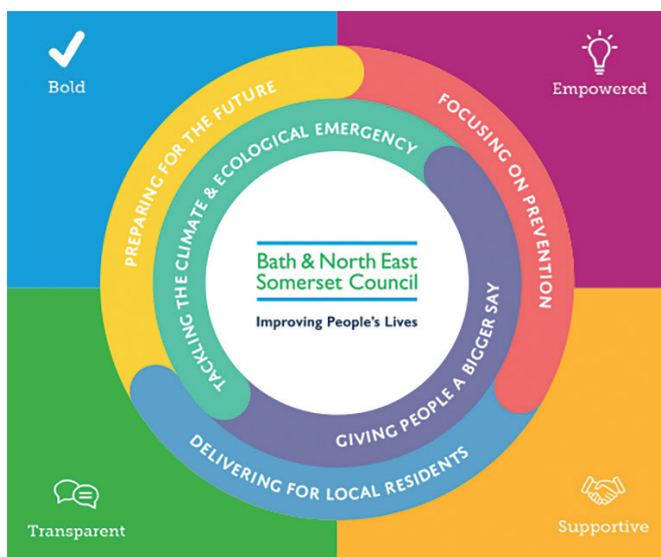 Bold
Empowered
PREPARING FOR THE FUTURE
FOCUSING ON PREVENTION
TACKLING THE CLIMATE & ECOLOGICAL EMERGENCY
Bath & North East
Somerset Council
Improving People's Lives
GIVING PEOPLE A BIGGER SAY
DELIVERING FOR LOCAL RESIDENTS
Transparent
Supportive